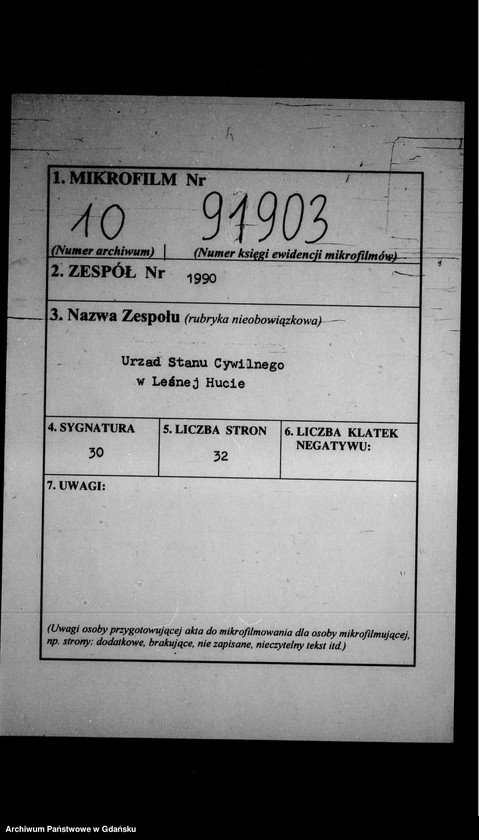 1. MIKROFILM Nr
10 91903
(Numer archiwum) (Numer księgi ewidencji mikrofilmów)
2. ZESPÓŁ Nr 1990
3. Nazwa Zespołu (rubryka nieobowiązkowa)
Urzad Stanu Cywilnego
w Leśnej Hucie
4. SYGNATURA
30
5. LICZBA STRON
32
6. LICZBA KLATEK
NEGATYWU:
7. UWAGI:
(Uwagi osoby przygotowującej akta do mikrofilmowania dla osoby mikrofilmującej,
np. strony: dodatkowe, brakujące, nie zapisane, nieczytelny tekst itd.)
Archiwum Państwowe w Gdańsku